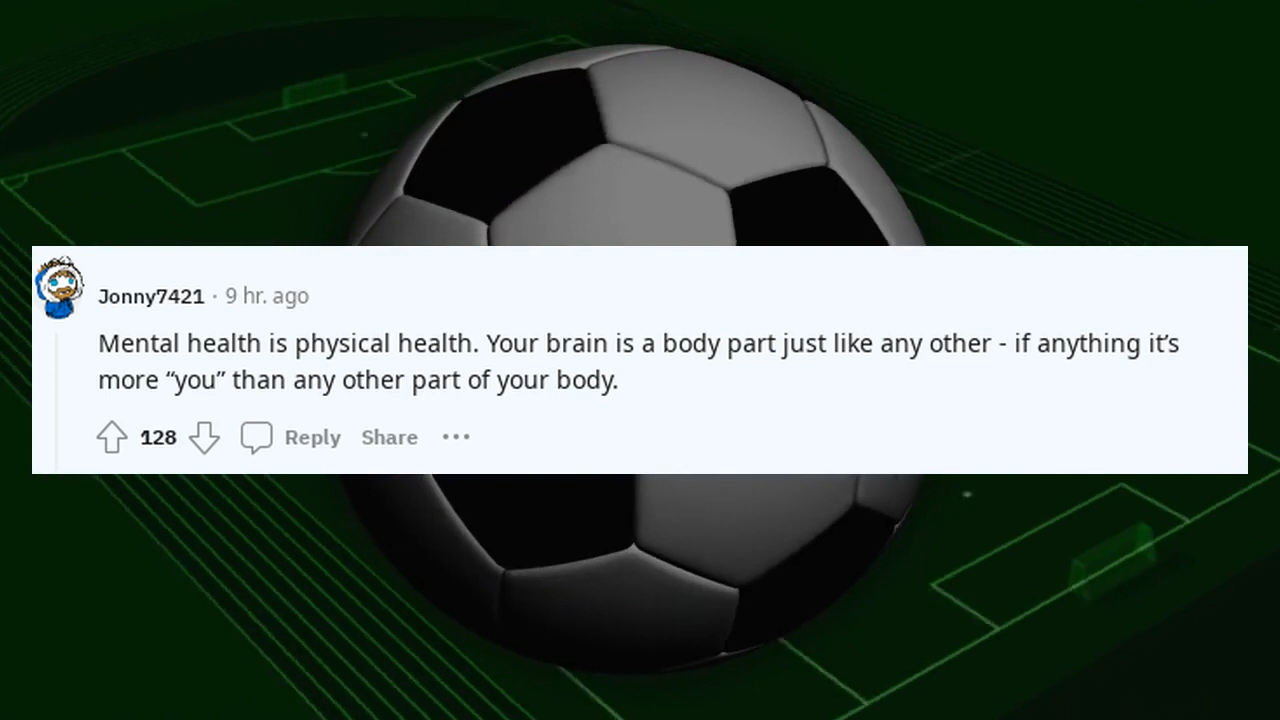 Jonny7421 · 9 hr. ago
Mental health is physical health. Your brain is a body part just like any other - if anything it’s
more “you” than any other part of your body.
128 Reply Share ···